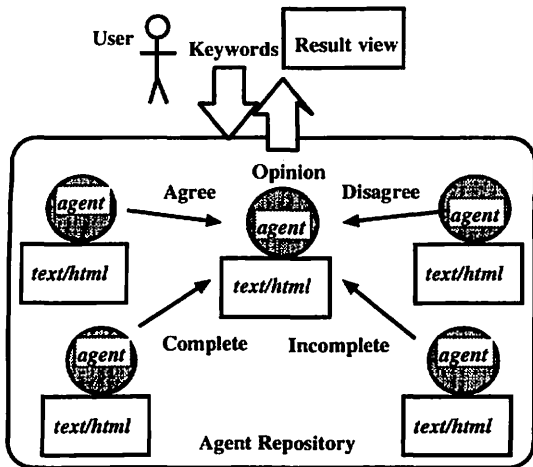 User
Keywords
Result view
Opinion
Agree
Disagree
agent
agent
agent
text/html
text/html
text/html
Complete
Incomplete
agent
agent
text/html
text/html
Agent Repository